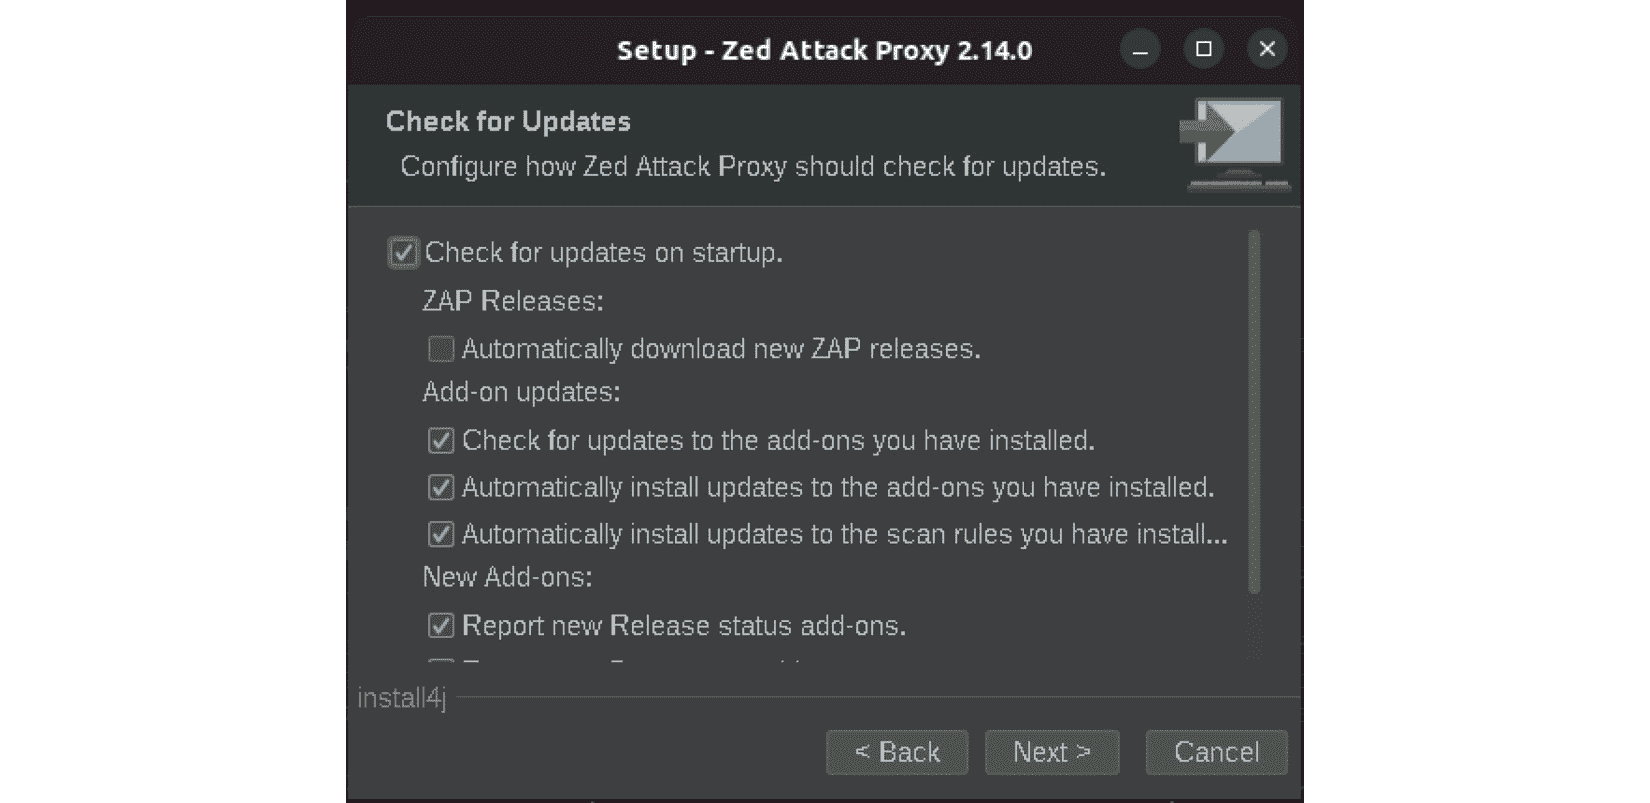 Setup - Zed Attack Proxy 2.14.0
Check for Updates
Configure how Zed Attack Proxy should check for updates.
Check for updates on startup.
ZAP Releases:
Automatically download new ZAP releases.
Add-on updates:
Check for updates to the add-ons you have installed.
Automatically install updates to the add-ons you have installed.
Automatically install updates to the scan rules you have install...
New Add-ons:
Report new Release status add-ons.
install4j
< Back
Next >
Cancel